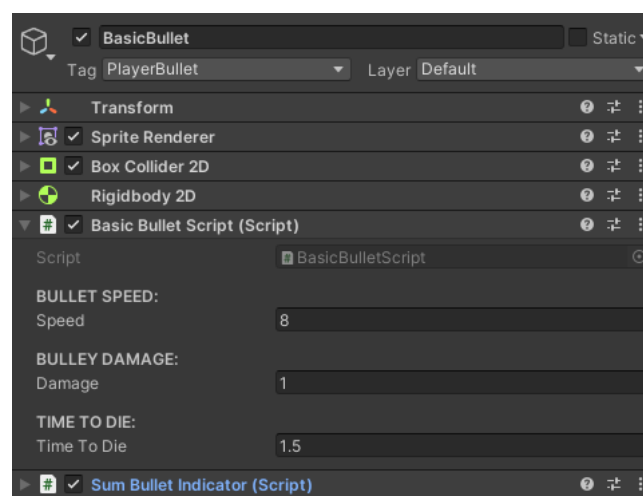 BasicBullet Static
Tag PlayerBullet Layer Default
Transform
Sprite Renderer
Box Collider 2D
Rigidbody 2D
# Basic Bullet Script (Script)
Script # BasicBulletScript
BULLET SPEED:
Speed 8
BULLEY DAMAGE:
Damage 1
TIME TO DIE:
Time To Die 1.5
# Sum Bullet Indicator (Script)